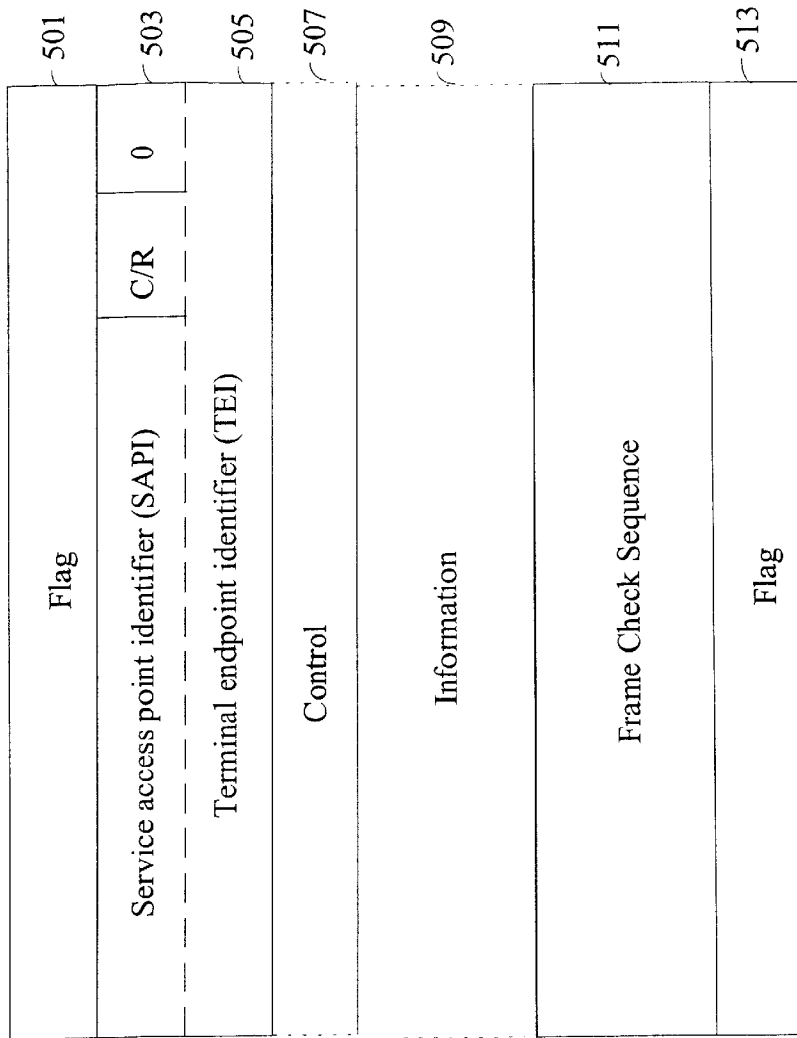 Flag 501
Service access point identifier (SAPI) C/R 0 503
Terminal endpoint identifier (TEI) 505
Control 507
Information 509
Frame Check Sequence 511
Flag 513